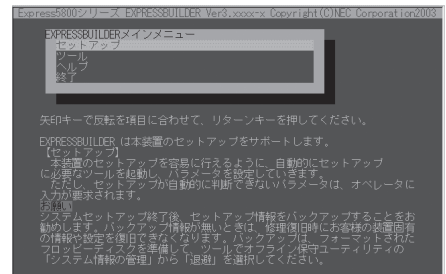 Express5800シリーズ EXPRESSBUILDER Ver3.xxxx-x Copyright(C)NEC Corporation2003
EXPRESSBUILDERメインメニュー
セットアップ
ツール
ヘルプ
終了
矢印キーで反転を項目に合わせて、リターンキーを押してください。
EXPRESSBUILDER は本装置のセットアップをサポートします。
【セットアップ】
本装置のセットアップを容易に行えるように、自動的にセットアップ
に必要なツールを起動し、パラメータを設定していきます。
ただし、セットアップが自動的に判断できないパラメータは、オペレータに
入力が要求されます。
システムセットアップ終了後、セットアップ情報をバックアップすることをお
勧めします。バックアップ情報が無いときは、修理復旧時にお客様の装置固有
の情報や設定を復旧できなくなります。バックアップは、フォーマットされた
フロッピーディスクを準備して、ツールでオフライン保守ユーティリティの
「システム情報の管理」から「退避」を選択してください。